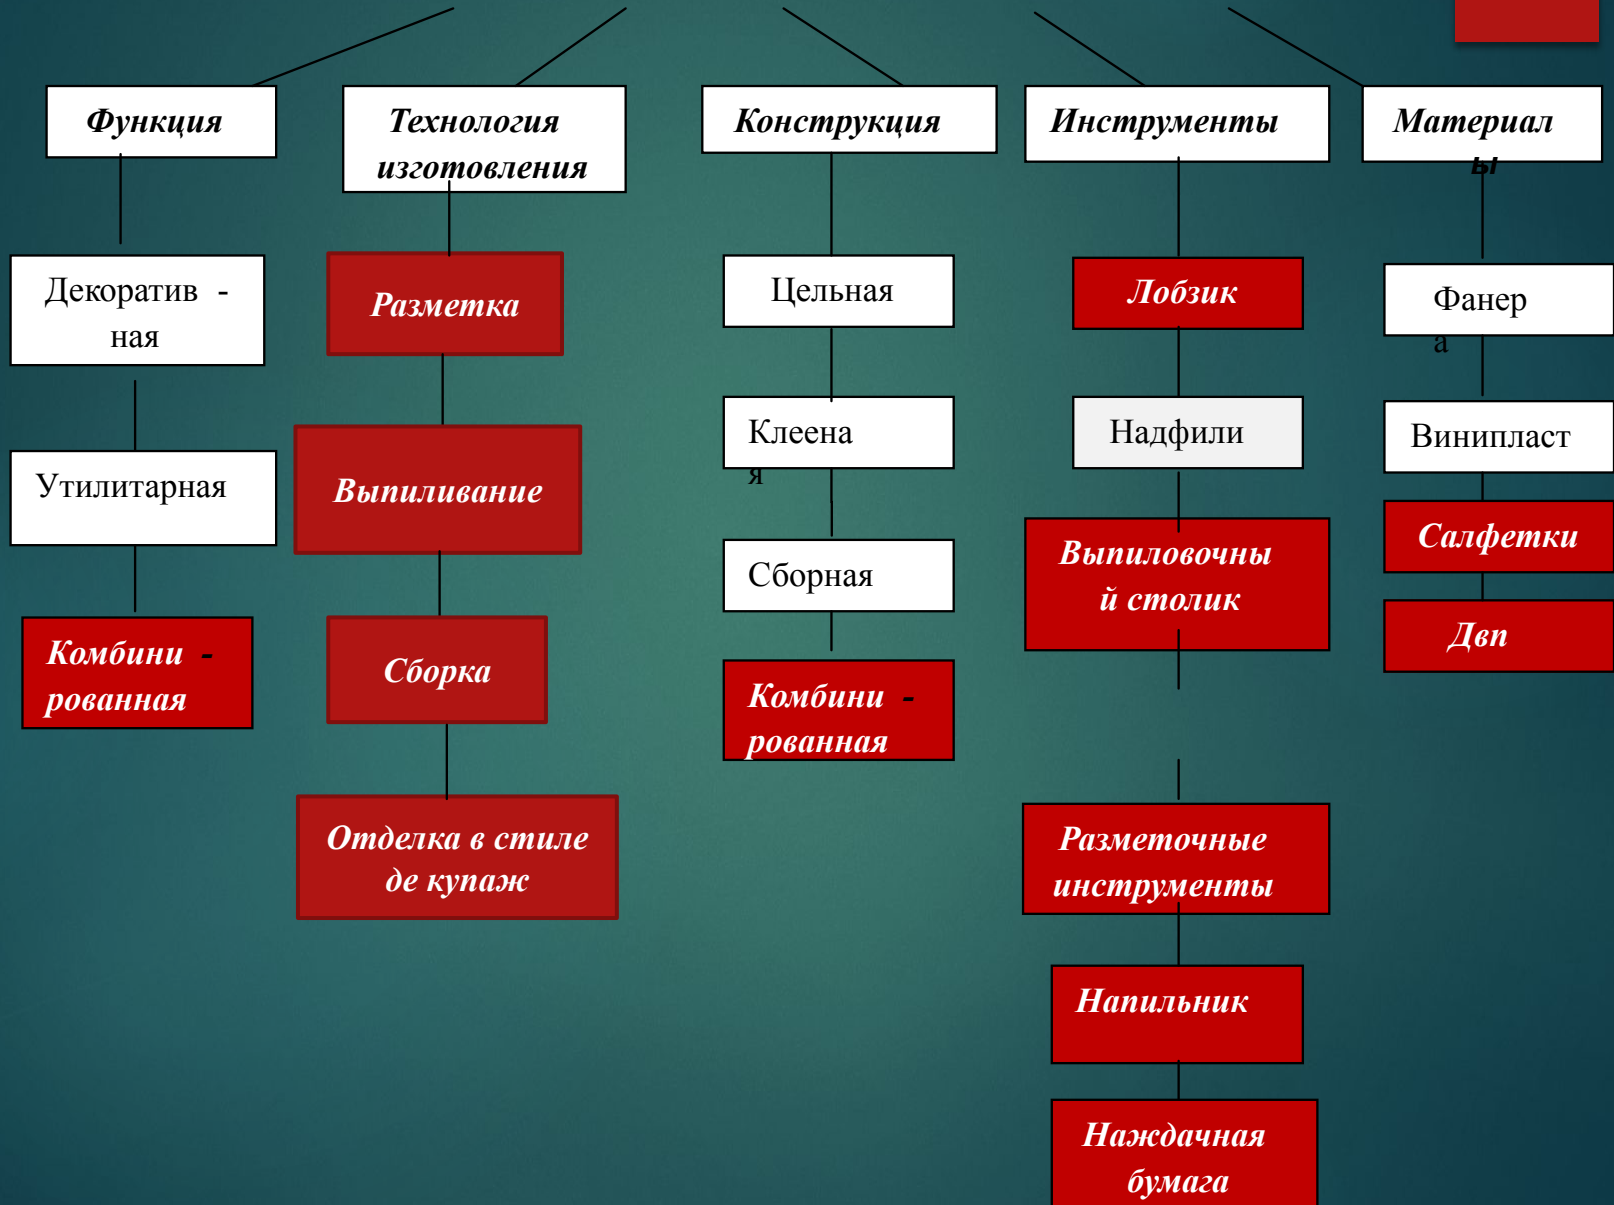 Функция
Технология
изготовления
Конструкция
Инструменты
Материал
ы
Декоратив -
ная
Утилитарная
Комбини -
рованная
Разметка
Выпиливание
Сборка
Отделка в стиле
де купаж
Цельная
Клеена
я
Сборная
Комбини -
рованная
Лобзик
Надфили
Выпиловочны
й столик
Разметочные
инструменты
Напильник
Наждачная
бумага
Фанер
а
Винипласт
Салфетки
Двп